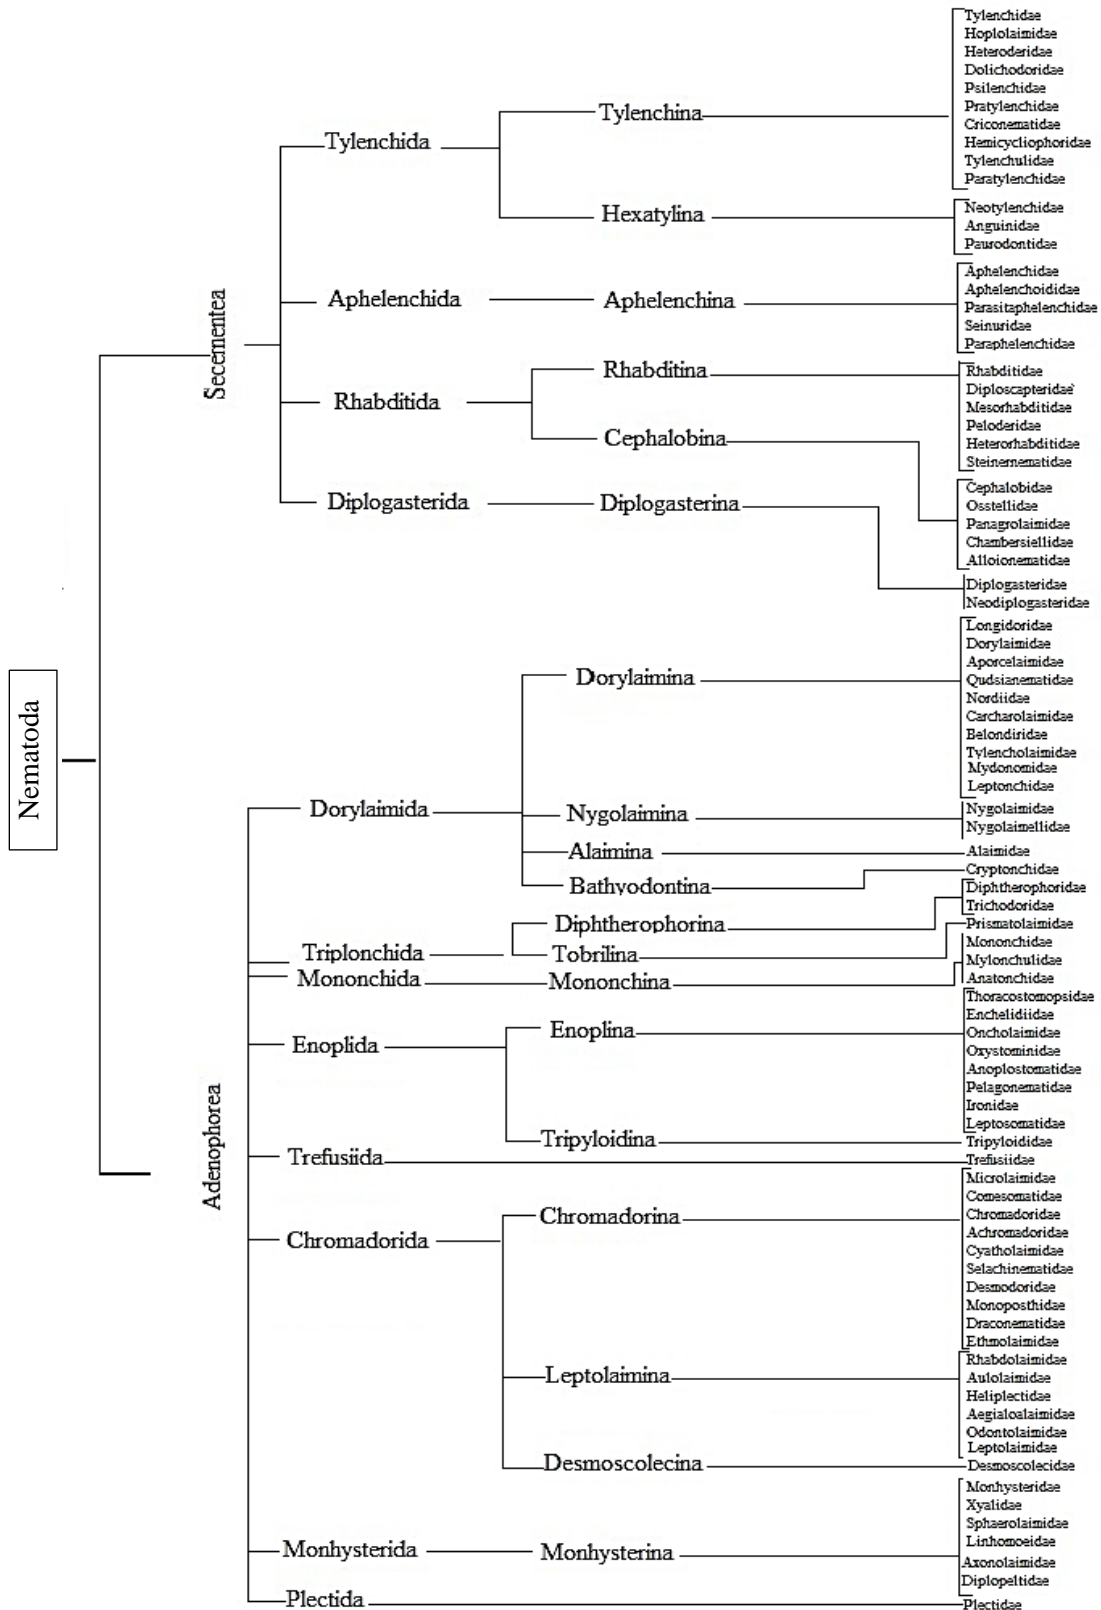 Nematoda
Secementea
Adenophorea
Tylenchida
Aphelenchida
Rhabditida
Diplogasterida
Dorylaimida
Triplonchida
Mononchida
Enoplida
Trefusiida
Chromadorida
Monhysterida
Plectida
Tylenchina
Hexatylina
Aphelenchina
Rhabditina
Cephalobina
Diplogasterina
Dorylaimina
Nygolaimina
Alaimina
Bathyodontina
Diphtherophorina
Tobrilina
Mononchina
Enoplina
Tripyloidina
Chromadorina
Leptolaimina
Desmoscolecina
Monhysterina
Tylenchidae
Hoplolaimidae
Heteroderidae
Dolichodoridae
Psilenchidae
Pratylenchidae
Criconematidae
Hemicycliophoridae
Tylenchulidae
Paratylenchidae
Neotylenchidae
Anguinidae
Paurodontidae
Aphelenchidae
Aphelenchoididae
Parasitaphelenchidae
Seinuridae
Paraphelenchidae
Rhabditidae
Diploscapteridae
Mesorhabditidae
Peloderidae
Heterorhabditidae
Steinernematidae
Cephalobidae
Osstellidae
Panagrolaimidae
Chambersiellidae
Alloionematidae
Diplogasteridae
Neodiplogasteridae
Longidoridae
Dorylaimidae
Aporcelaimidae
Qudsianematidae
Nordiidae
Carcharolaimidae
Belondiridae
Tylencholaimidae
Mydonomidae
Leptonchidae
Nygolaimidae
Nygolaimellidae
Alaimidae
Cryptonchidae
Diphtherophoridae
Trichodoridae
Prismatolaimidae
Mononchidae
Mylonchulidae
Anatonchidae
Thoracostomopsidae
Enchelidiidae
Oncholaimidae
Oxystominidae
Anoplostomatidae
Pelagonematidae
Ironidae
Leptosomatidae
Tripyloididae
Trefusiidae
Microlaimidae
Comesomatidae
Chromadoridae
Achromadoridae
Cyatholaimidae
Selachinematidae
Desmodoridae
Monoposthidae
Draconematidae
Ethmolaimidae
Rhabdolaimidae
Aulolaimidae
Heliplectidae
Aegialoalaimidae
Odontolaimidae
Leptolaimidae
Desmoscolecidae
Monhysteridae
Xyalidae
Sphaerolaimidae
Linhomoeidae
Axonolaimidae
Diplopeltidae
Plectidae